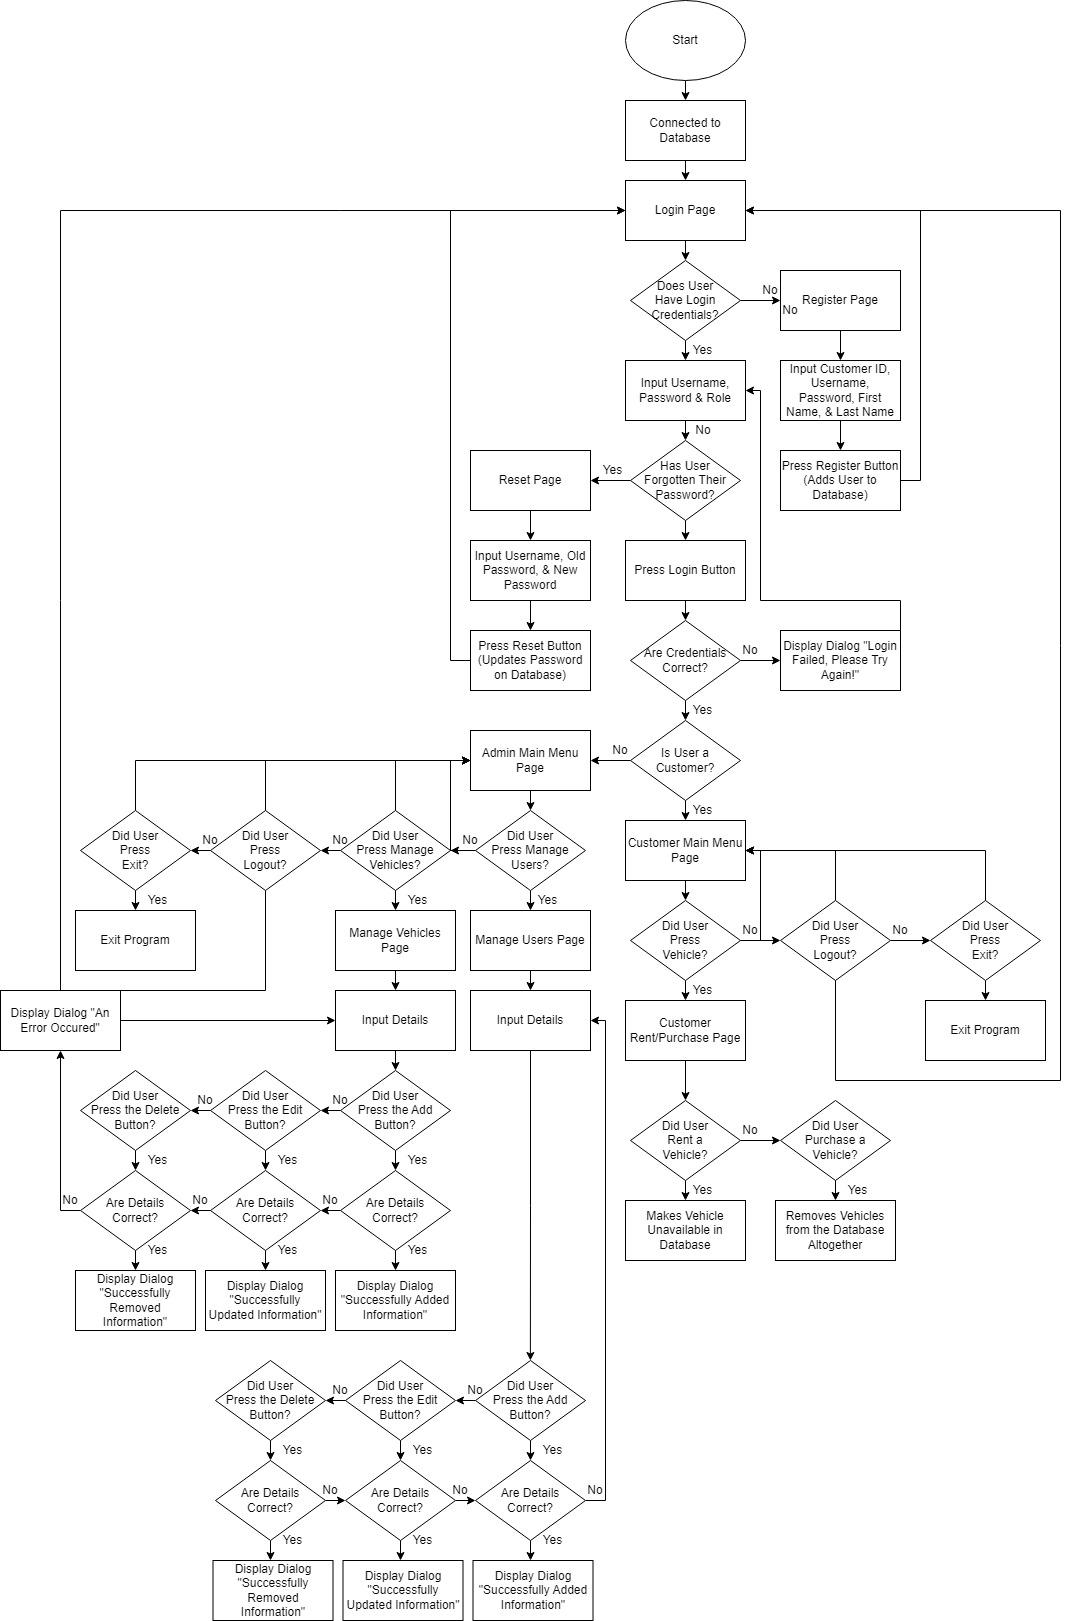 Start
Connected to
Database
Login Page
Does User
Have Login
Credentials?
No
No
Register Page
Yes
Input Username,
Password & Role
Input Customer ID,
Username,
Password, First
Name, & Last Name
No
Has User
Forgotten Their
Password?
Yes
Reset Page
Press Register Button
(Adds User to
Database)
Input Username, Old
Password, & New
Password
Press Login Button
Press Reset Button
(Updates Password
on Database)
Are Credentials
Correct?
No
Display Dialog "Login
Failed, Please Try
Again!"
Yes
Is User a
Customer?
No
Admin Main Menu
Page
Yes
Customer Main Menu
Page
Did User
Press
Exit?
No
Did User
Press
Logout?
No
Did User
Press Manage
Vehicles?
No
Did User
Press Manage
Users?
Yes
Yes
Yes
Exit Program
Manage Vehicles
Page
Manage Users Page
Did User
Press
Vehicle?
No
Did User
Press
Logout?
No
Did User
Press
Exit?
Yes
Display Dialog "An
Error Occured"
Input Details
Input Details
Customer
Rent/Purchase Page
Exit Program
Did User
Press the Delete
Button?
No
Did User
Press the Edit
Button?
No
Did User
Press the Add
Button?
Did User
Rent a
Vehicle?
No
Did User
Purchase a
Vehicle?
Yes
Yes
Yes
Yes
Yes
No
Are Details
Correct?
No
Are Details
Correct?
No
Are Details
Correct?
Makes Vehicle
Unavailable in
Database
Removes Vehicles
from the Database
Altogether
Yes
Yes
Yes
Display Dialog
"Successfully
Removed
Information"
Display Dialog
"Successfully
Updated Information"
Display Dialog
"Successfully Added
Information"
Did User
Press the Delete
Button?
No
Did User
Press the Edit
Button?
No
Did User
Press the Add
Button?
Yes
Yes
Yes
Are Details
Correct?
No
Are Details
Correct?
No
Are Details
Correct?
No
Yes
Yes
Yes
Display Dialog
"Successfully
Removed
Information"
Display Dialog
"Successfully
Updated Information"
Display Dialog
"Successfully Added
Information"